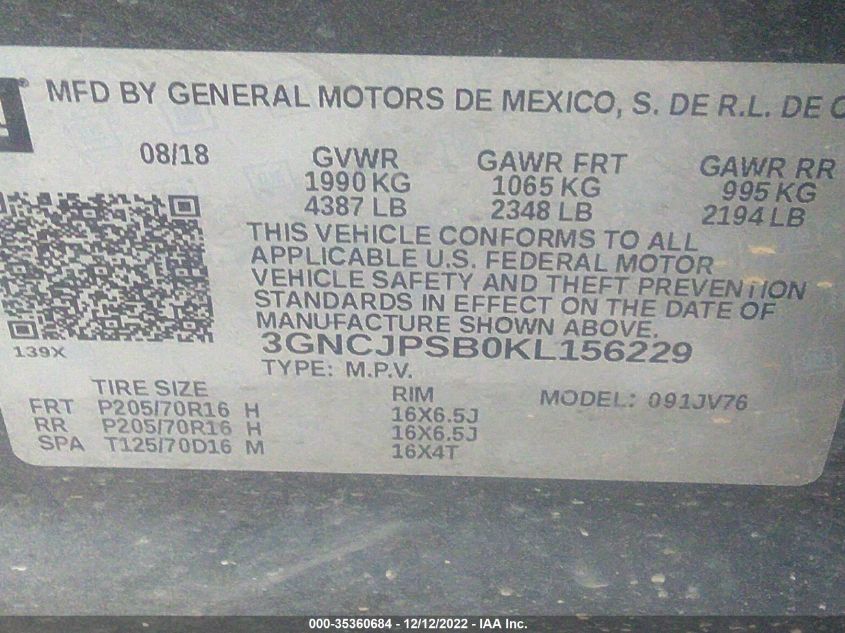 MFD BY GENERAL MOTORS DE MEXICO, S. DE R.L. DE C
08/18 GVWR GAWR FRT GAWR RR
1990 KG 1065 KG 995 KG
4387 LB 2348 LB 2194 LB
THIS VEHICLE CONFORMS TO ALL
APPLICABLE U.S. FEDERAL MOTOR
VEHICLE SAFETY AND THEFT PREVENTION
STANDARDS IN EFFECT ON THE DATE OF
MANUFACTURE SHOWN ABOVE.
139X 3GNCJPSB0KL156229
TYPE: M.P.V.
TIRE SIZE RIM MODEL: 091JV76
FRT P205/70R16 H 16X6.5J
RR P205/70R16 H 16X6.5J
SPA T125/70D16 M 16X4T
000-35360684 - 12/12/2022 - IAA Inc.